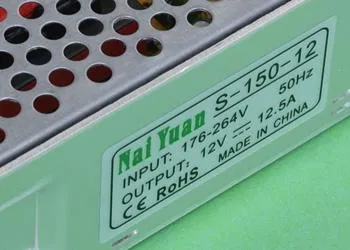 Nai Yuan S-150-12
INPUT: 176-264V 50Hz
OUTPUT: 12V ⎓ 12.5A
CE RoHS MADE IN CHINA